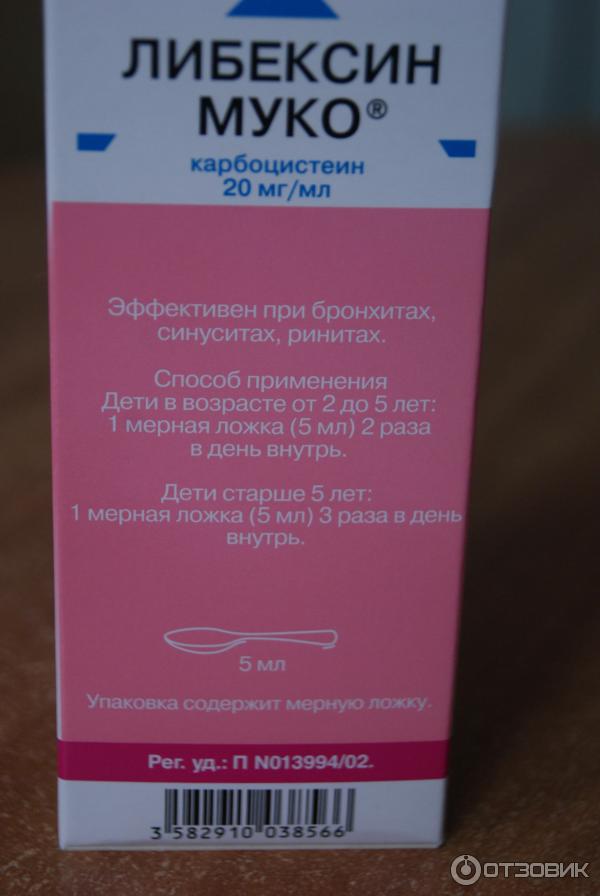 ЛИБЕКСИН
МУКО®
карбоцистеин
20 мг/мл
Эффективен при бронхитах,
синуситах, ринитах.
Способ применения
Дети в возрасте от 2 до 5 лет:
1 мерная ложка (5 мл) 2 раза
в день внутрь.
Дети старше 5 лет:
1 мерная ложка (5 мл) 3 раза в день
внутрь.
5 мл
Упаковка содержит мерную ложку.
Рег. уд.: П N013994/02.
3 582910 038566
ОТЗОВИК